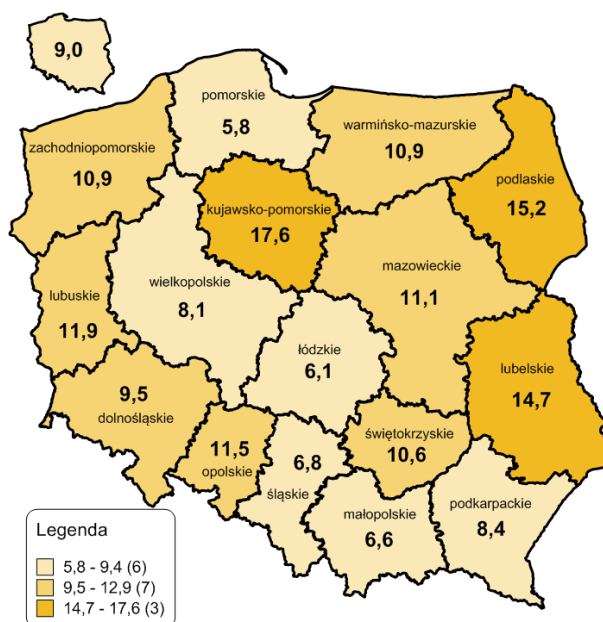 9,0
pomorskie
5,8
warmińsko-mazurskie
10,9
zachodniopomorskie
10,9
podlaskie
15,2
kujawsko-pomorskie
17,6
mazowieckie
11,1
lubuskie
11,9
wielkopolskie
8,1
łódzkie
6,1
lubelskie
14,7
9,5
dolnośląskie
11,5
opolskie
6,8
śląskie
świętokrzyskie
10,6
małopolskie
6,6
podkarpackie
8,4
Legenda
5,8 - 9,4 (6)
9,5 - 12,9 (7)
14,7 - 17,6 (3)